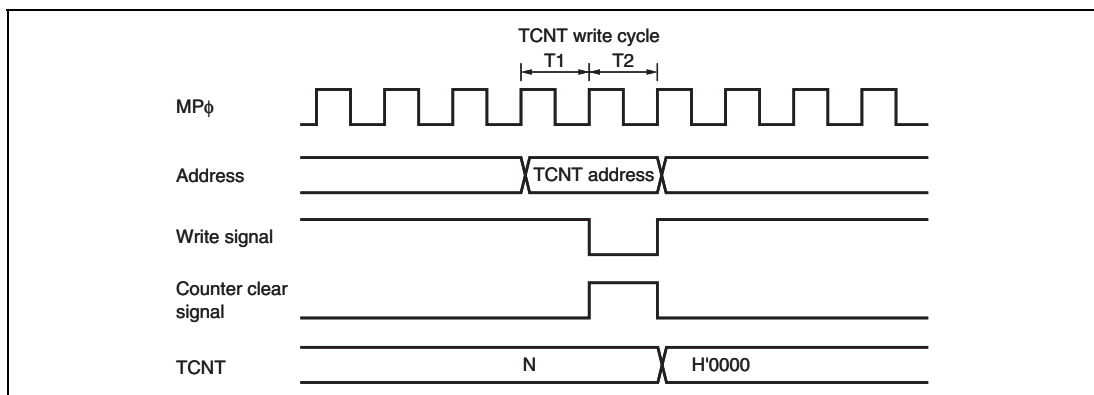 TCNT write cycle
T1 T2
MPϕ
Address
TCNT address
Write signal
Counter clear
signal
TCNT
N
H'0000